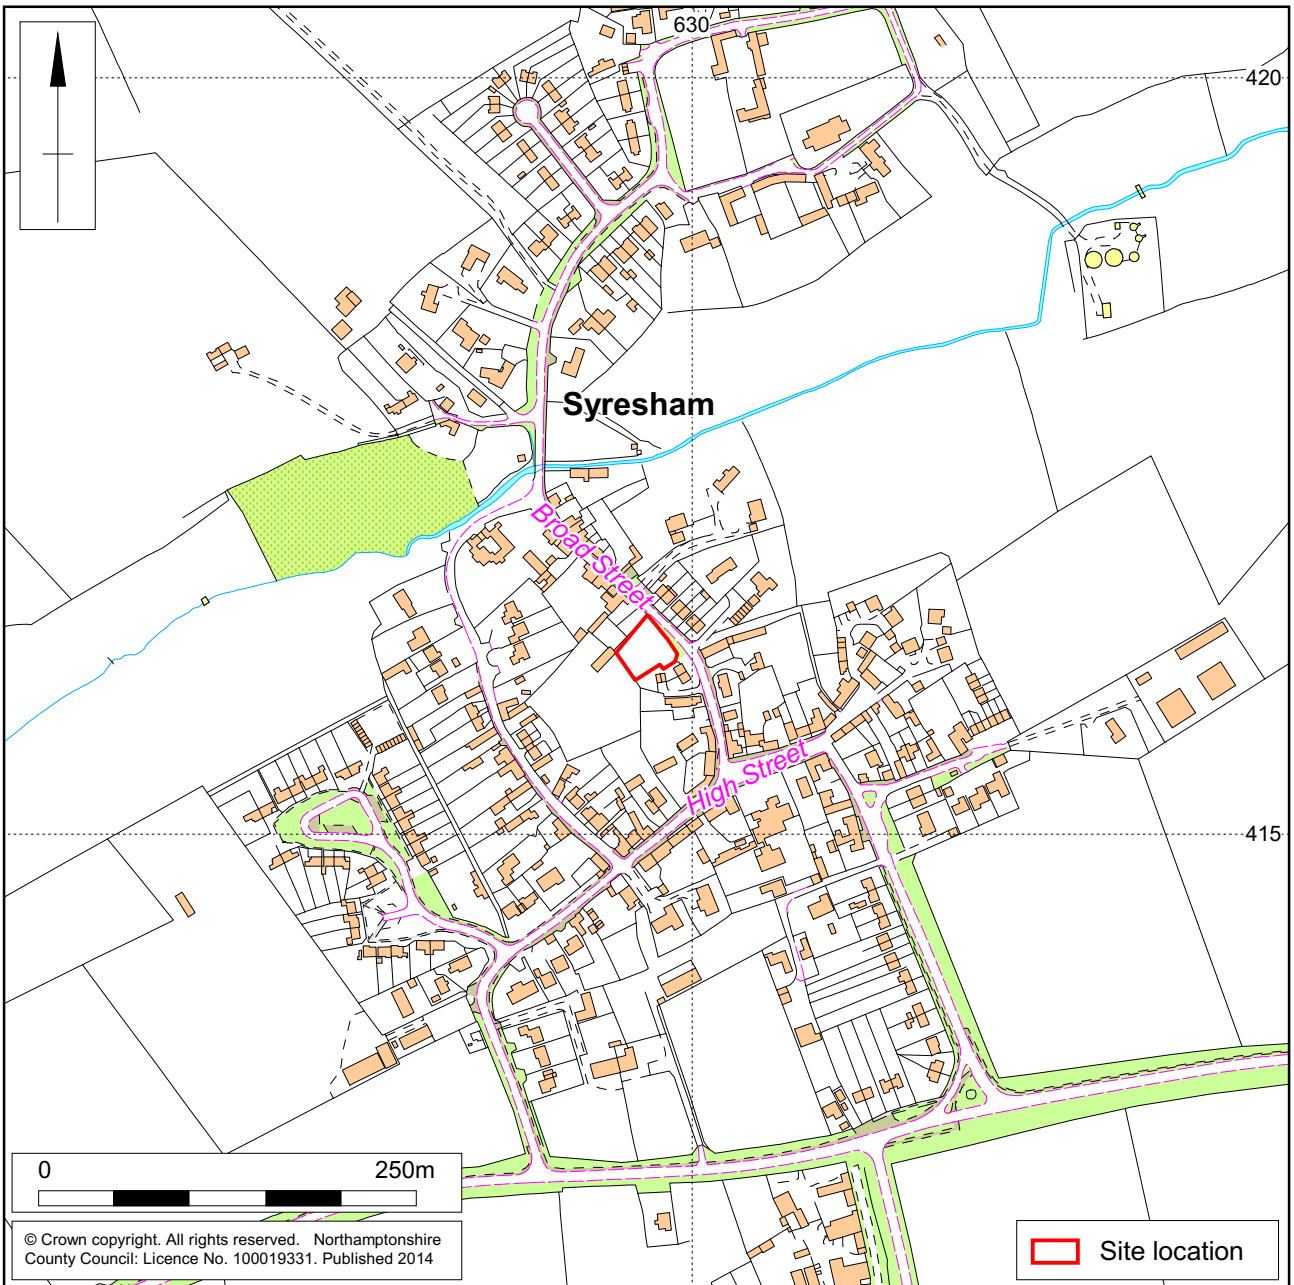 630
420
Syresham
Broad Street
High Street
415
0 250m
© Crown copyright. All rights reserved. Northamptonshire
County Council: Licence No. 100019331. Published 2014
Site location